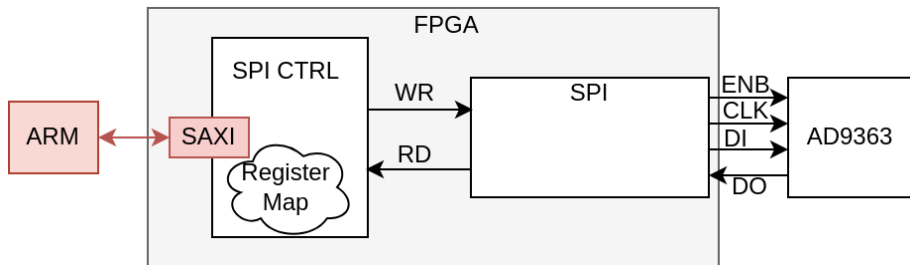 FPGA
SPI CTRL
WR
SPI
ENB
CLK
ARM
SAXI
DI
AD9363
RD
Register
Map
DO